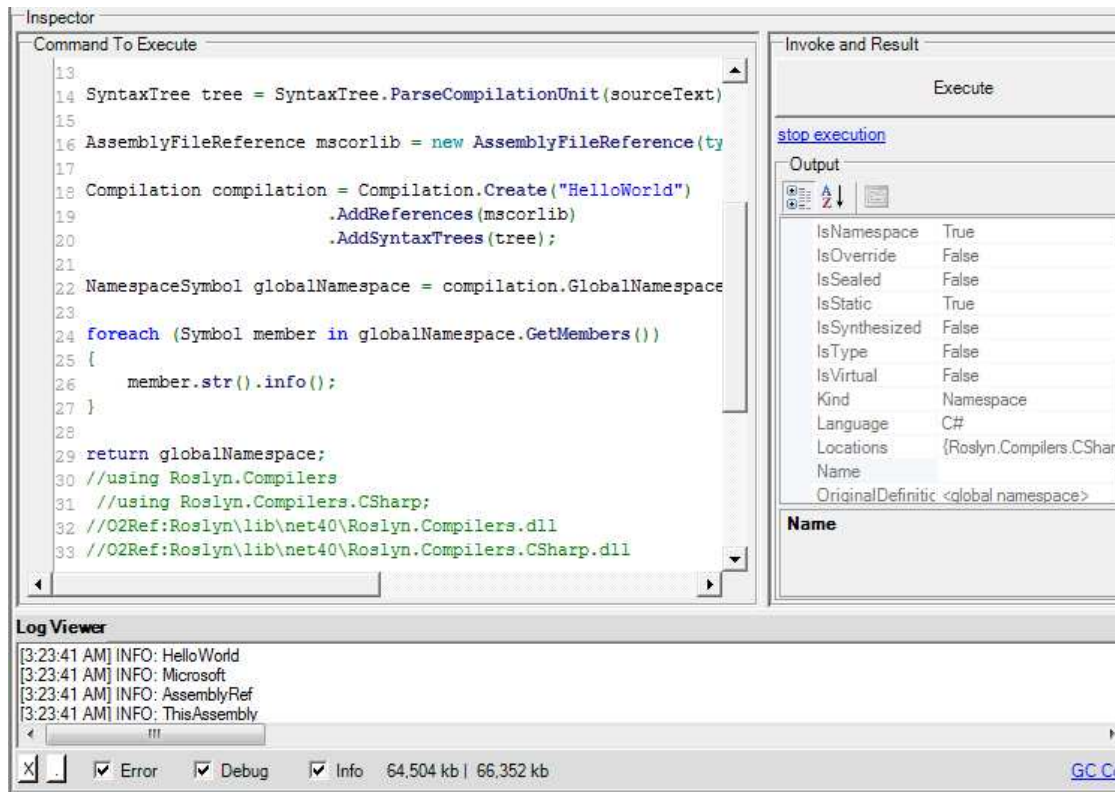 Inspector
Command To Execute
13
14 SyntaxTree tree = SyntaxTree.ParseCompilationUnit(sourceText)
15
16 AssemblyFileReference mscorlib = new AssemblyFileReference(ty
17
18 Compilation compilation = Compilation.Create("HelloWorld")
19 .AddReferences(mscorlib)
20 .AddSyntaxTrees(tree);
21
22 NamespaceSymbol globalNamespace = compilation.GlobalNamespace
23
24 foreach (Symbol member in globalNamespace.GetMembers())
25 {
26 member.str().info();
27 }
28
29 return globalNamespace;
30 //using Roslyn.Compilers
31 //using Roslyn.Compilers.CSharp;
32 //O2Ref:Roslyn\lib\net40\Roslyn.Compilers.dll
33 //O2Ref:Roslyn\lib\net40\Roslyn.Compilers.CSharp.dll
Invoke and Result
Execute
stop execution
Output
IsNamespace True
IsOverride False
IsSealed False
IsStatic True
IsSynthesized False
IsType False
IsVirtual False
Kind Namespace
Language C#
Locations {Roslyn.Compilers.CShar
Name
OriginalDefinitic <global namespace>
Name
Log Viewer
[3:23:41 AM] INFO: HelloWorld
[3:23:41 AM] INFO: Microsoft
[3:23:41 AM] INFO: AssemblyRef
[3:23:41 AM] INFO: ThisAssembly
X . Error Debug Info 64,504 kb | 66,352 kb GC C